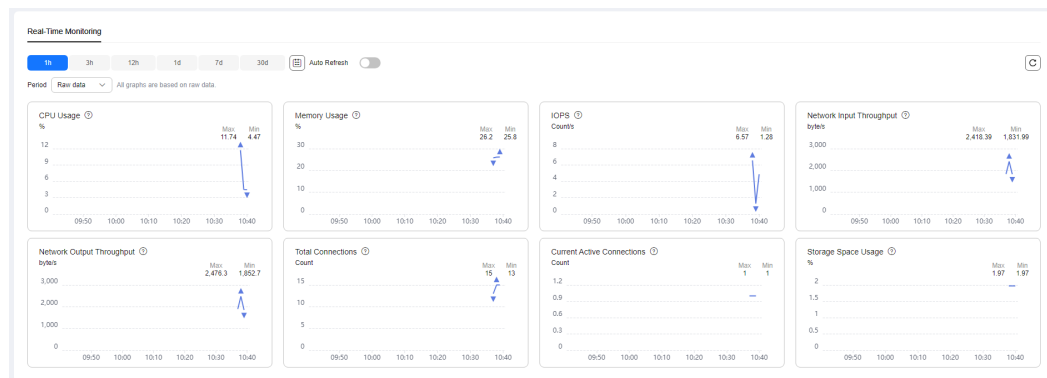 Real-Time Monitoring
1h 3h 12h 1d 7d 30d Auto Refresh
Period Raw data All graphs are based on raw data.
CPU Usage
%
Max Min
11.74 4.47
12
9
6
3
0
09:50 10:00 10:10 10:20 10:30 10:40
Memory Usage
%
Max Min
26.2 25.8
30
20
10
0
09:50 10:00 10:10 10:20 10:30 10:40
IOPS
Count/s
Max Min
6.57 1.28
8
6
4
2
0
09:50 10:00 10:10 10:20 10:30 10:40
Network Input Throughput
byte/s
Max Min
2,418.39 1,831.99
3,000
2,000
1,000
0
09:50 10:00 10:10 10:20 10:30 10:40
Network Output Throughput
byte/s
Max Min
2,476.3 1,852.7
3,000
2,000
1,000
0
09:50 10:00 10:10 10:20 10:30 10:40
Total Connections
Count
Max Min
15 13
15
10
5
0
09:50 10:00 10:10 10:20 10:30 10:40
Current Active Connections
Count
Max Min
1 1
1.2
0.9
0.6
0.3
0
09:50 10:00 10:10 10:20 10:30 10:40
Storage Space Usage
%
Max Min
1.97 1.97
2
1.5
1
0.5
0
09:50 10:00 10:10 10:20 10:30 10:40